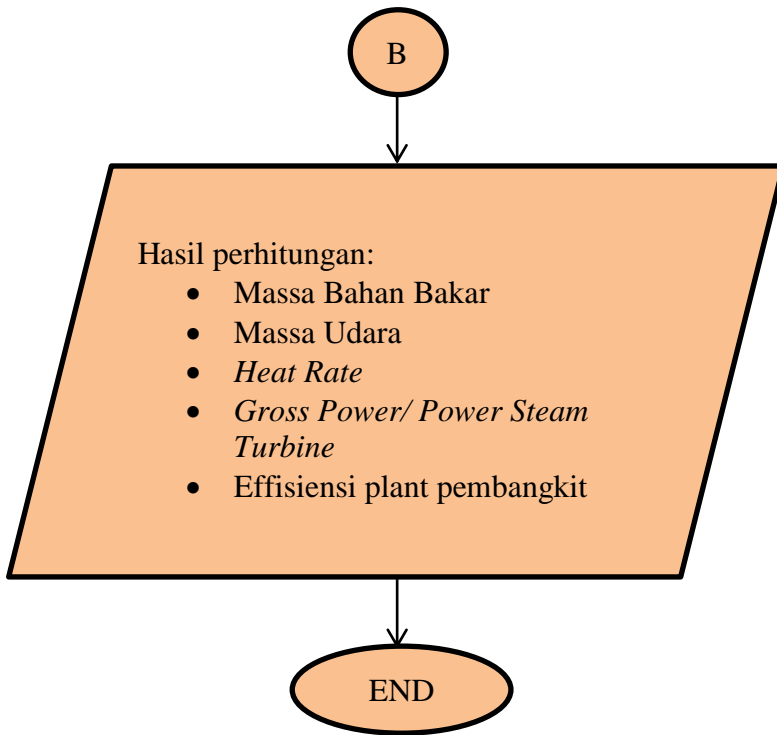 B
Hasil perhitungan:
• Massa Bahan Bakar
• Massa Udara
• Heat Rate
• Gross Power/ Power Steam
Turbine
• Effisiensi plant pembangkit
END